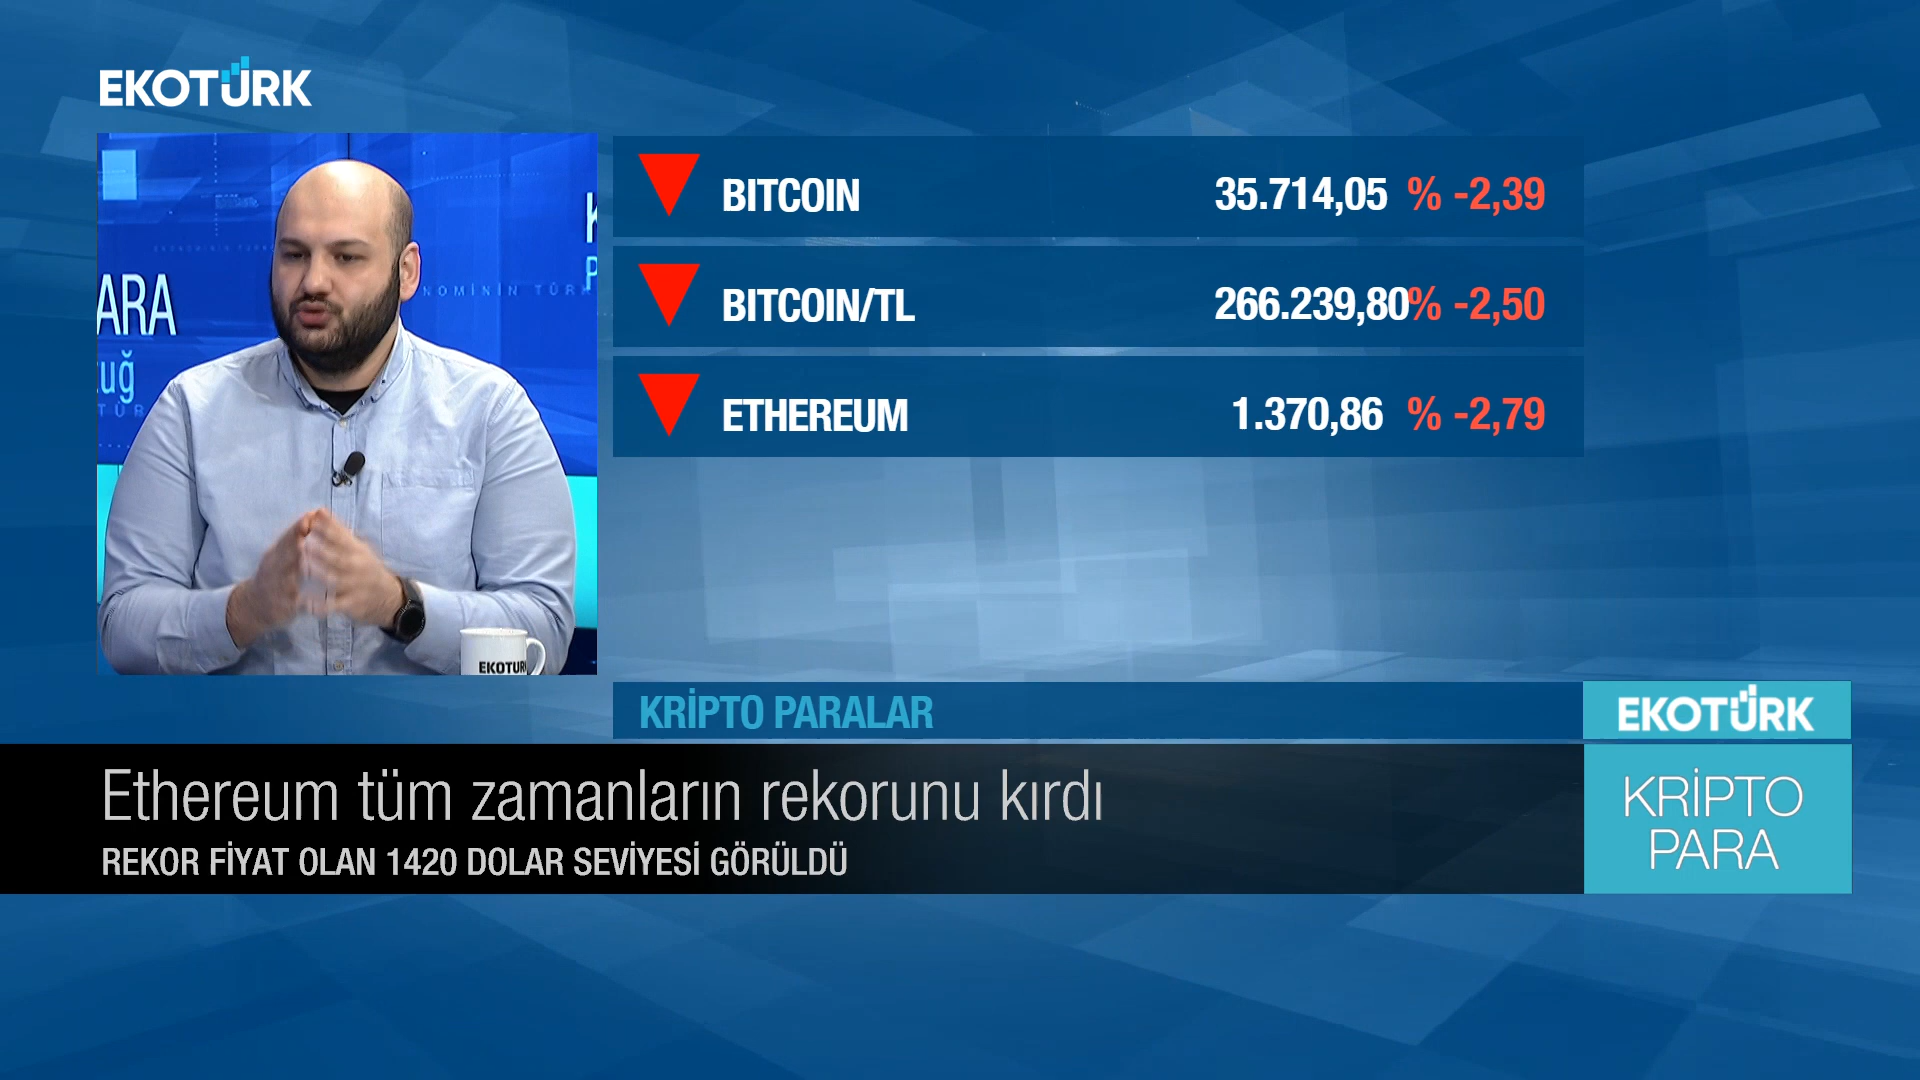 EKOTÜRK
ARA
uğ
EKOTÜRK
BITCOIN 35.714,05 % -2,39
BITCOIN/TL 266.239,80 % -2,50
ETHEREUM 1.370,86 % -2,79
KRİPTO PARALAR
EKOTÜRK
Ethereum tüm zamanların rekorunu kırdı
REKOR FİYAT OLAN 1420 DOLAR SEVİYESİ GÖRÜLDÜ
KRİPTO
PARA